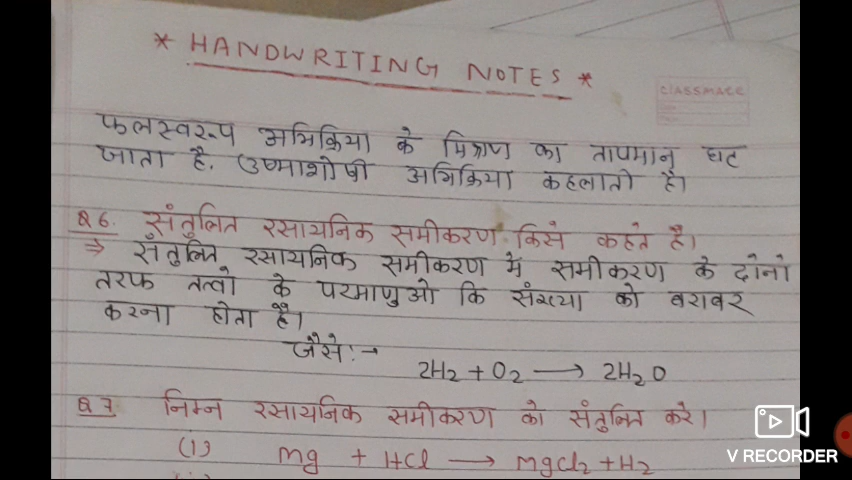 * HANDWRITING NOTES *
CLASSMATE
फलस्वरूप अभिक्रिया के मिश्रण का तापमान घट
जाता है. उष्माशोषी अभिक्रिया कहलाती है।
Q6. संतुलित रसायनिक समीकरण किसे कहते है।
⇒ संतुलित रसायनिक समीकरण में समीकरण के दोनो
तरफ तत्वो के परमाणुओ कि संख्या को बराबर
करना होता है।
जैसे:-
2H2 + O2 → 2H2O
Q7 निम्न रसायनिक समीकरण को संतुलित करे।
(1) Mg + HCl → MgCl2 + H2
V RECORDER